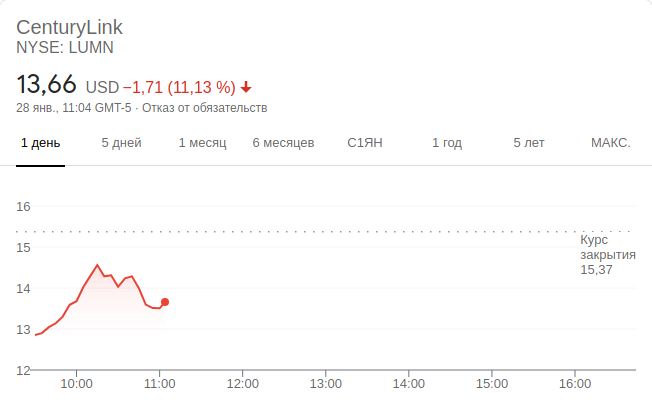 CenturyLink
NYSE: LUMN
13,66 USD −1,71 (11,13 %)
28 янв., 11:04 GMT-5 · Отказ от обязательств
1 день 5 дней 1 месяц 6 месяцев С1ЯН 1 год 5 лет МАКС.
16
15
14
13
12
Курс
закрытия
15,37
10:00 11:00 12:00 13:00 14:00 15:00 16:00